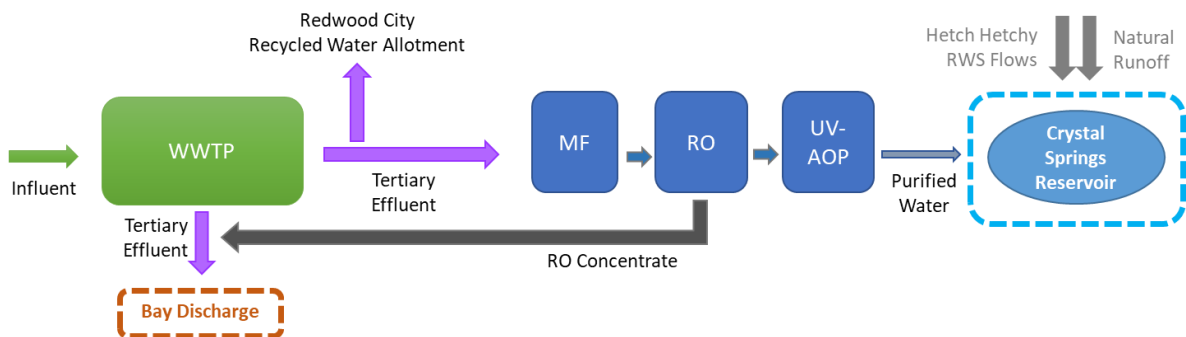 Redwood City
Recycled Water Allotment
Hetch Hetchy
RWS Flows
Natural
Runoff
WWTP
MF
RO
UV-
AOP
Crystal
Springs
Reservoir
Influent
Tertiary
Effluent
Purified
Water
Tertiary
Effluent
RO Concentrate
Bay Discharge